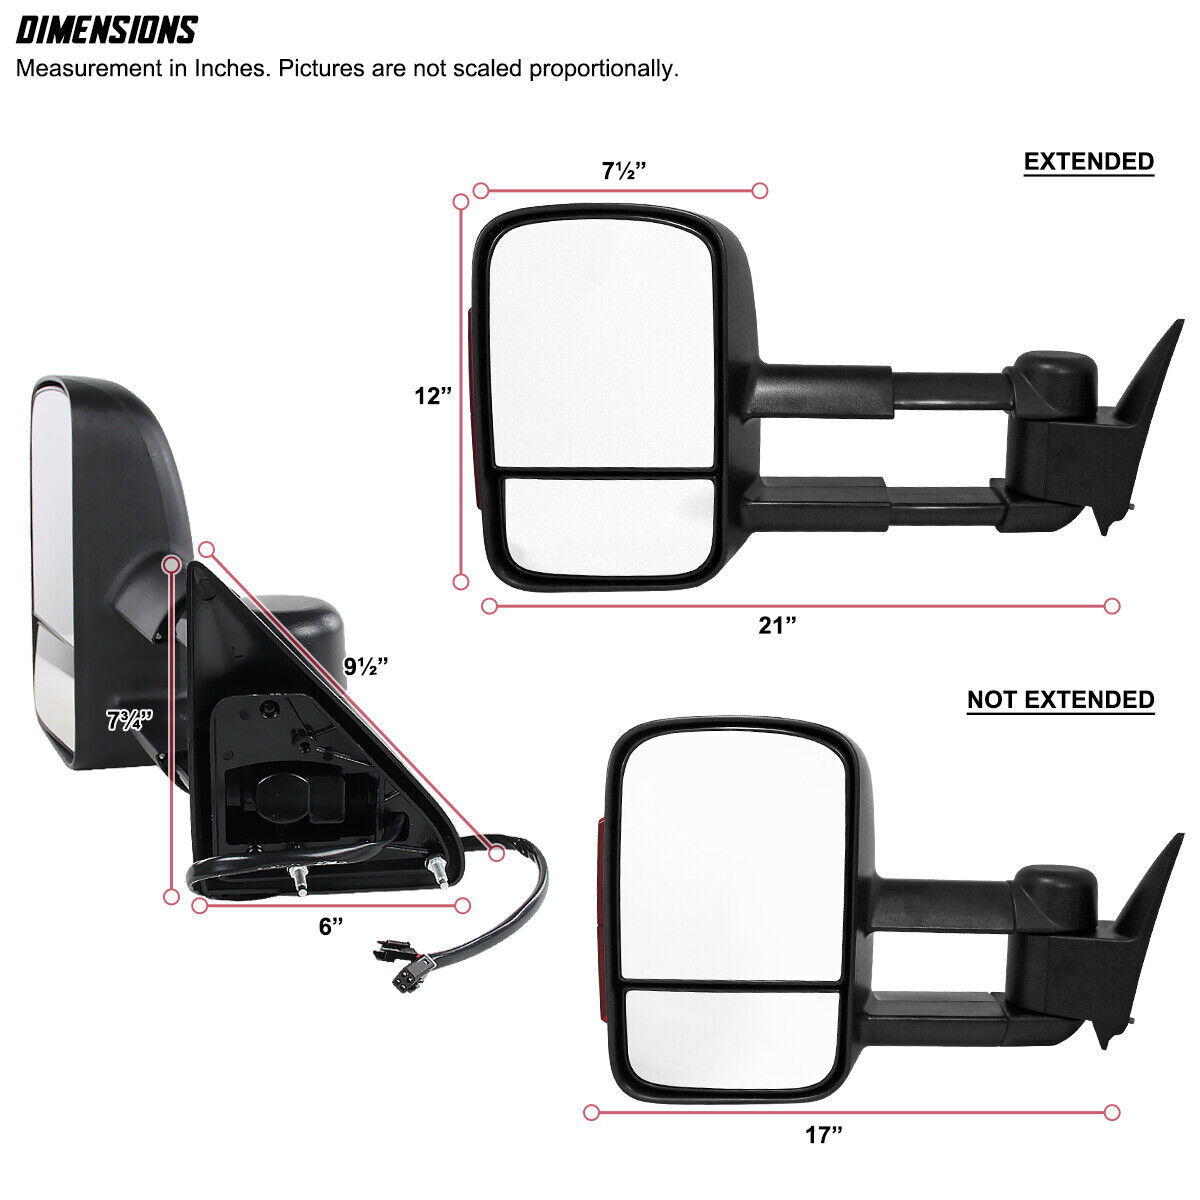 DIMENSIONS
Measurement in Inches. Pictures are not scaled proportionally.
EXTENDED
7½”
12”
21”
9½”
7¾”
6”
NOT EXTENDED
17”